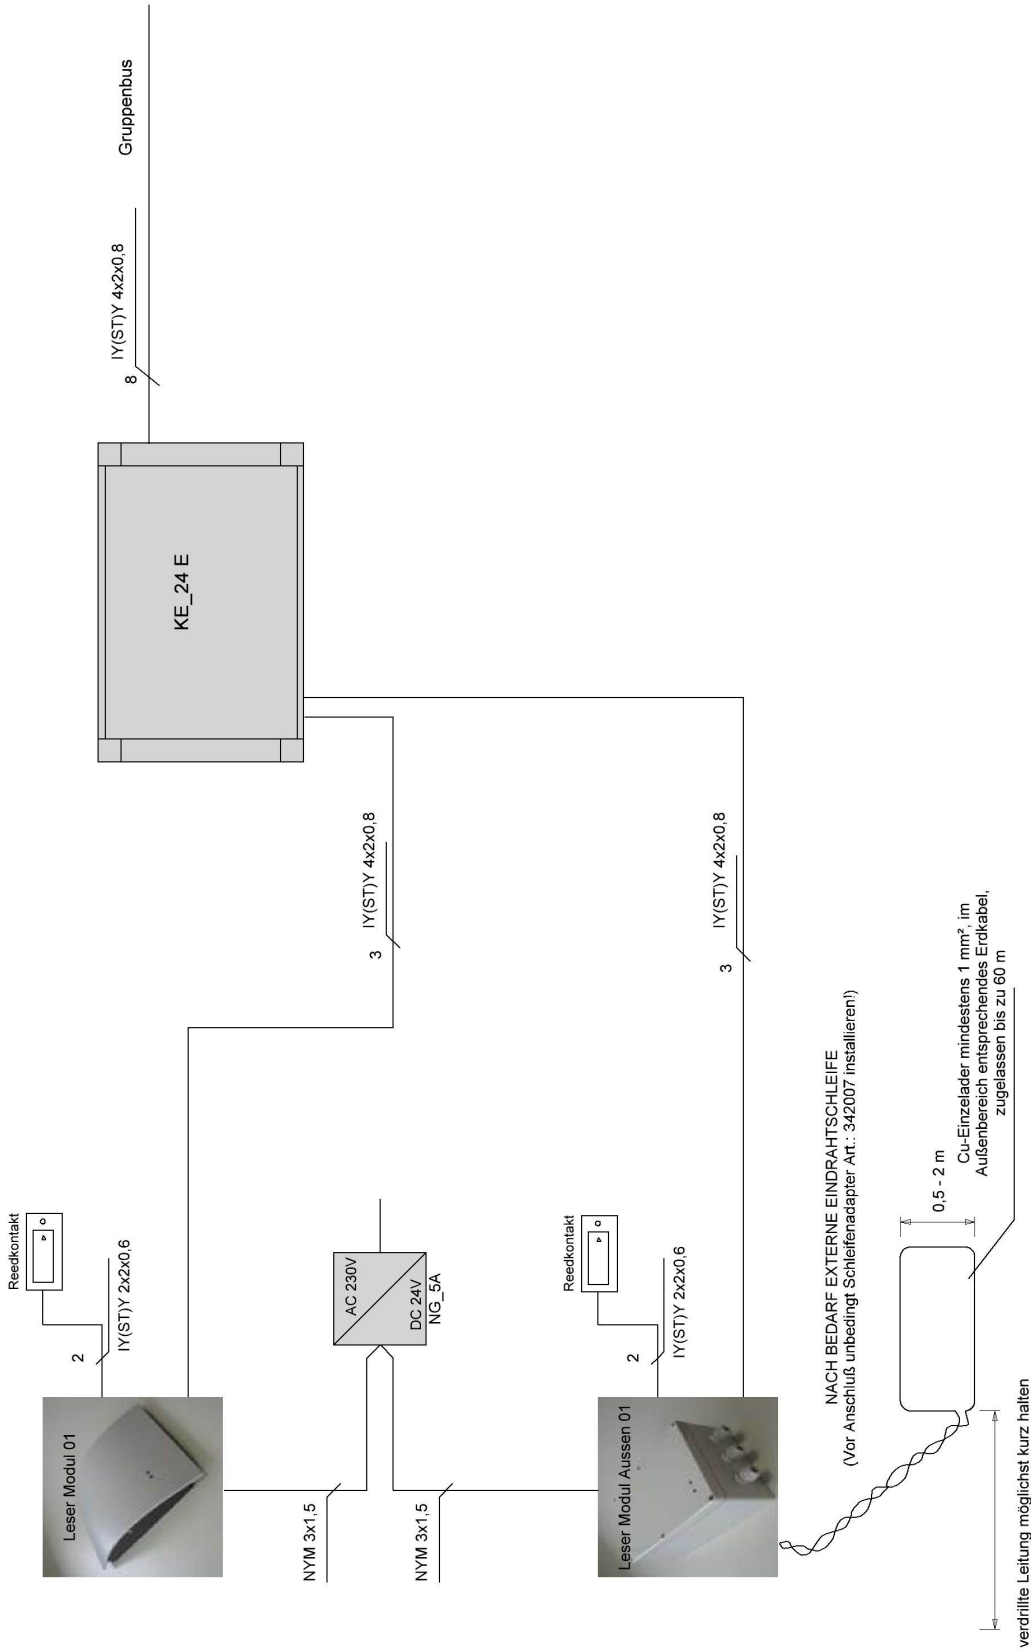 Reedkontakt
2
IY(ST)Y 2x2x0,6
Leser Modul 01
NYM 3x1,5
AC 230V
DC 24V
NG_5A
NYM 3x1,5
Reedkontakt
2
IY(ST)Y 2x2x0,6
Leser Modul Aussen 01
3
IY(ST)Y 4x2x0,8
3
IY(ST)Y 4x2x0,8
KE_24 E
8
IY(ST)Y 4x2x0,8
Gruppenbus
NACH BEDARF EXTERNE EINDRAHTSCHLEIFE
(Vor Anschluß unbedingt Schleifenadapter Art.: 342007 installieren!)
0,5 - 2 m
Cu-Einzelader mindestens 1 mm², im
Außenbereich entsprechendes Erdkabel,
zugelassen bis zu 60 m
verdrillte Leitung möglichst kurz halten